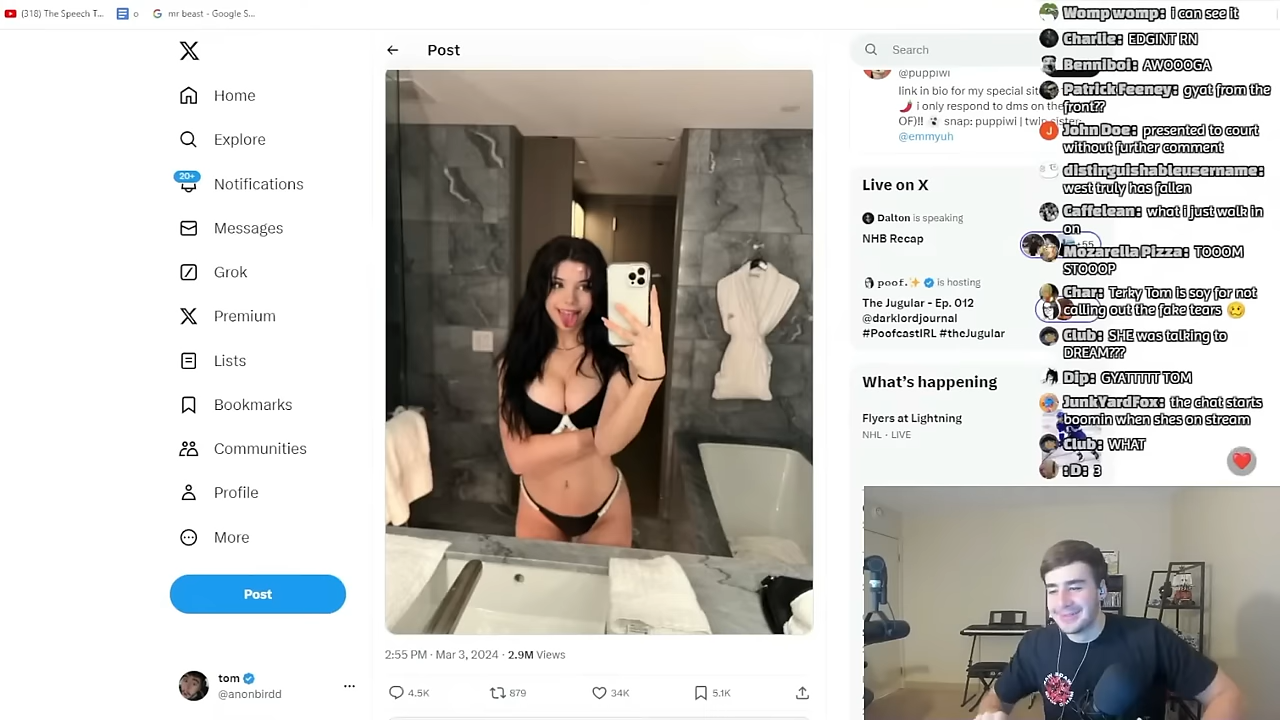 (318) The Speech T...
o
mr beast - Google S...
Home
Explore
20+
Notifications
Messages
Grok
Premium
Lists
Bookmarks
Communities
Profile
More
Post
tom
@anonbirdd
Post
2:55 PM · Mar 3, 2024 · 2.9M Views
4.5K
879
34K
5.1K
Search
@puppiwi
link in bio for my special sit
🌶️ i only respond to dms on the
OF)!! snap: puppiwi | twin sister:
@emmyuh
Live on X
Dalton is speaking
NHB Recap
+55
poof.✨ is hosting
The Jugular - Ep. 012
@darklordjournal
#PoofcastIRL #theJugular
What's happening
Flyers at Lightning
NHL · LIVE
Womp womp: i can see it
Charlie: EDGINT RN
Bennibol: AWOOOGA
Patrick Feeney: gyat from the
front??
John Doe: presented to court
without further comment
distinguishableusername:
west truly has fallen
Caffelean: what i just walk in
on
Mozarella Pizza: TOOOM
STOOOP
Char: Terky Tom is soy for not
calling out the fake tears 🥲
Club: SHE was talking to
DREAM???
Dip: GYATTTTT TOM
JunkYardFox: the chat starts
boomin when shes on stream
Club: WHAT
:D: 3